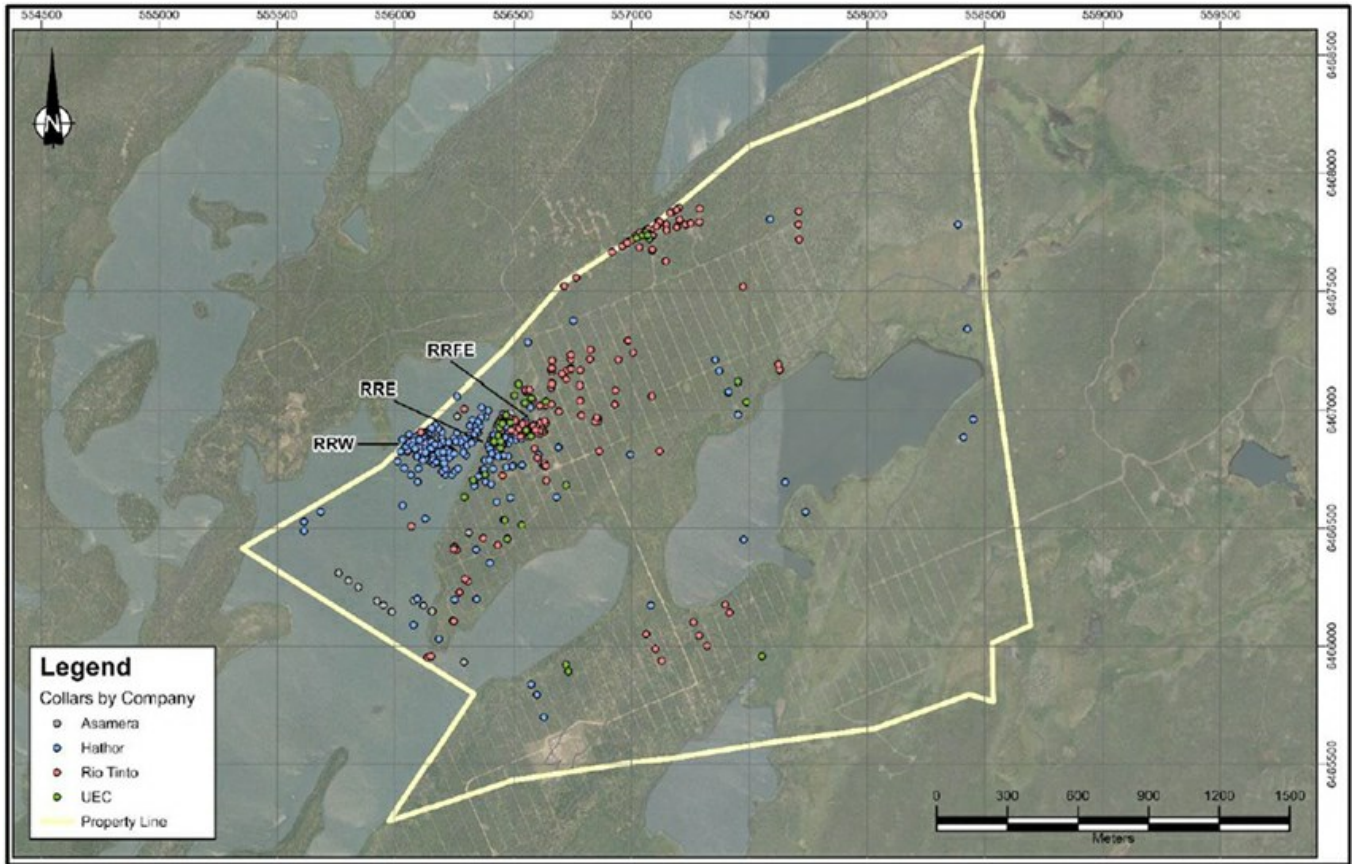 554500 555000 555500 556000 556500 557000 557500 558000 558500 559000 559500
N
6468500
6468000
6467500
RRFE
RRE
6467000
RRW
6466500
6466000
6465500
Legend
Collars by Company
Asamera
Hathor
Rio Tinto
UEC
Property Line
0 300 600 900 1200 1500
Meters